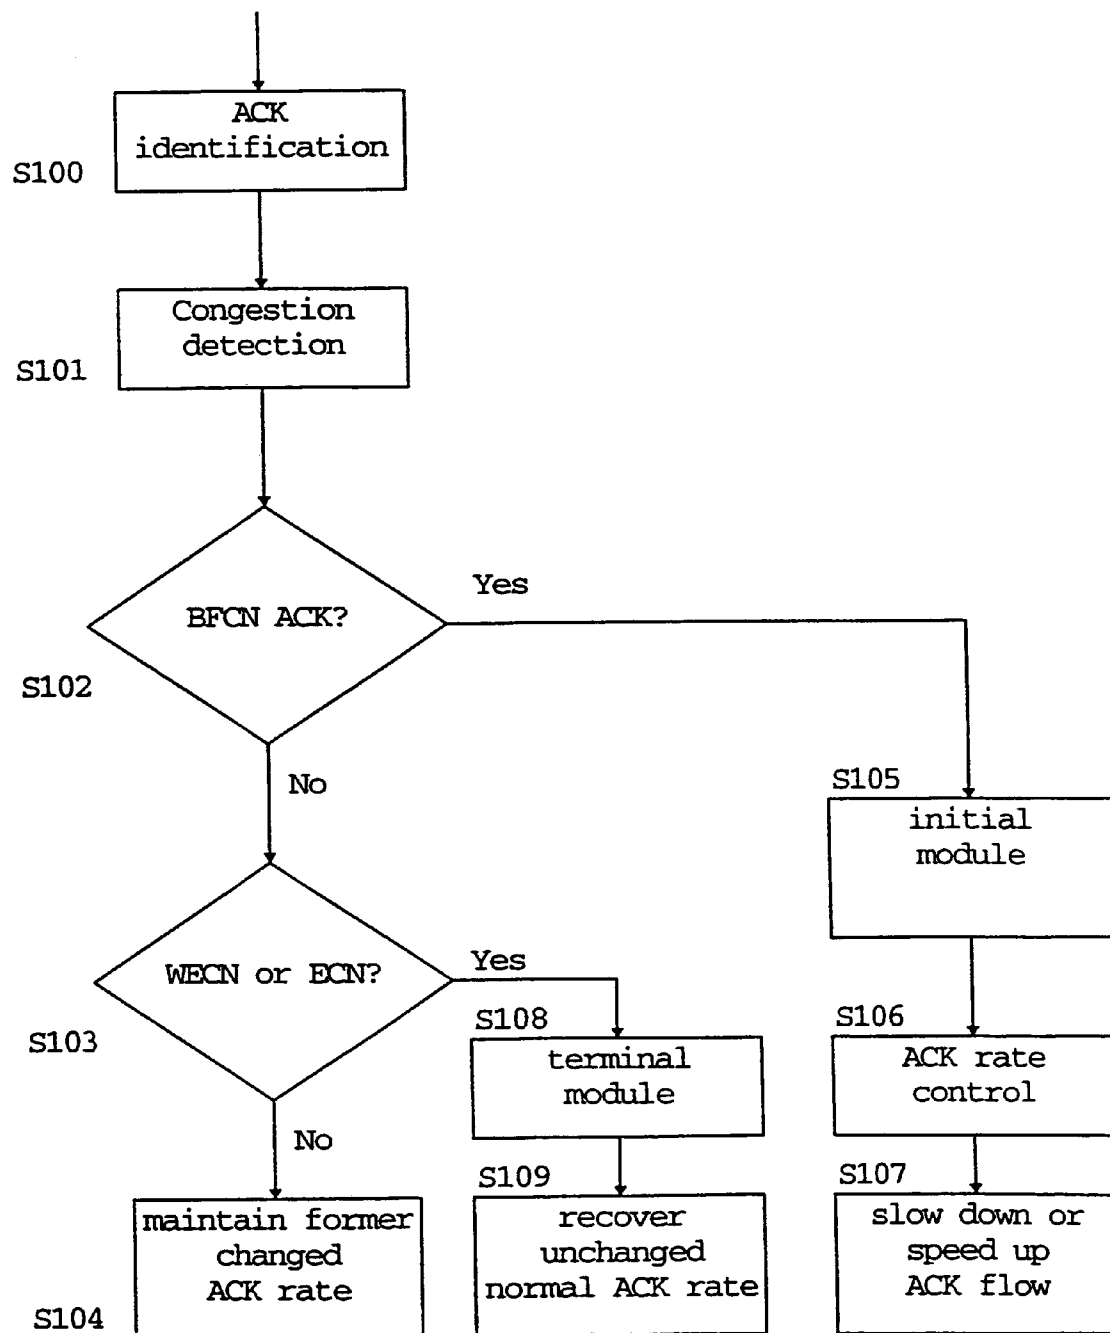 ACK
identification
S100
Congestion
detection
S101
BFCN ACK?
Yes
S102
No
S105
initial
module
WECN or ECN?
Yes
S103
S108
terminal
module
S106
ACK rate
control
No
S109
recover
unchanged
normal ACK rate
S107
slow down or
speed up
ACK flow
maintain former
changed
ACK rate
S104